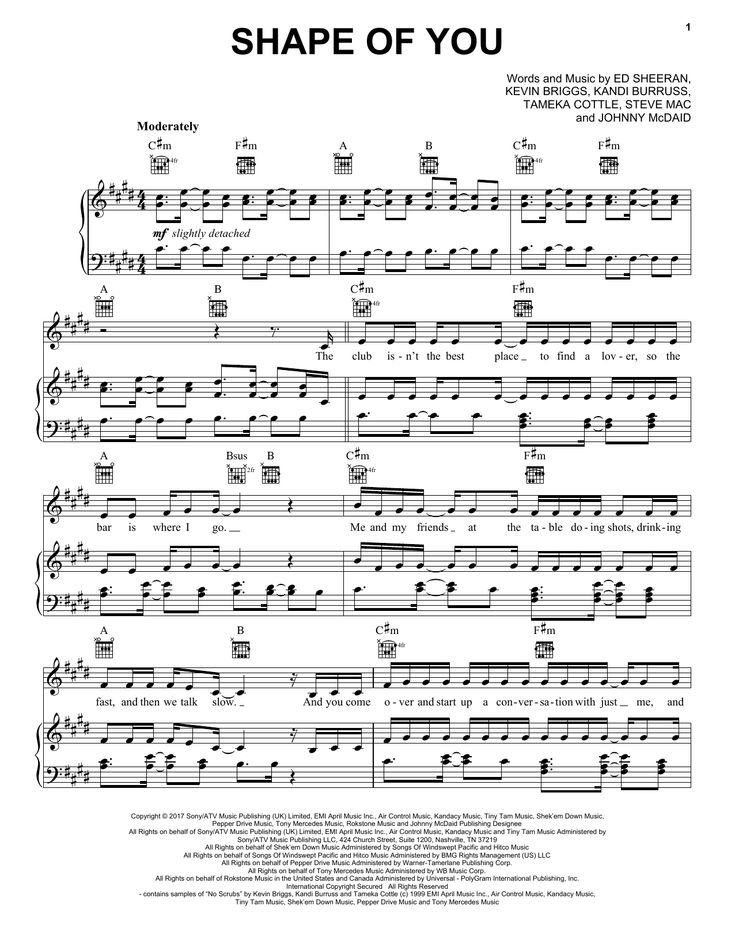 1
SHAPE OF YOU
Words and Music by ED SHEERAN,
KEVIN BRIGGS, KANDI BURRUSS,
TAMEKA COTTLE, STEVE MAC
and JOHNNY McDAID
Moderately
C#m F#m A B C#m F#m
4fr 4fr
mf slightly detached
A B C#m F#m
4fr
The club is - n't the best place _ to find a lov - er, so the
A Bsus B C#m F#m
2fr 4fr
bar is where I go. _ Me and my friends _ at the ta - ble do - ing shots, drink - ing
A B C#m F#m
4fr
fast, and then we talk slow. _ And you come o - ver and start up a con - ver - sa - tion with just _ me, and
Copyright © 2017 Sony/ATV Music Publishing (UK) Limited, EMI April Music Inc., Air Control Music, Kandacy Music, Tiny Tam Music, Shek'em Down Music,
Pepper Drive Music, Tony Mercedes Music, Rokstone Music and Johnny McDaid Publishing Designee
All Rights on behalf of Sony/ATV Music Publishing (UK) Limited, EMI April Music Inc., Air Control Music, Kandacy Music and Tiny Tam Music Administered by
Sony/ATV Music Publishing LLC, 424 Church Street, Suite 1200, Nashville, TN 37219
All Rights on behalf of Shek'em Down Music Administered by Songs Of Windswept Pacific and Hitco Music
All Rights on behalf of Songs Of Windswept Pacific and Hitco Music Administered by BMG Rights Management (US) LLC
All Rights on behalf of Pepper Drive Music Administered by Warner-Tamerlane Publishing Corp.
All Rights on behalf of Tony Mercedes Music Administered by WB Music Corp.
All Rights on behalf of Rokstone Music in the United States and Canada Administered by Universal - PolyGram International Publishing, Inc.
International Copyright Secured All Rights Reserved
- contains samples of “No Scrubs” by Kevin Briggs, Kandi Burruss and Tameka Cottle (c) 1999 EMI April Music Inc., Air Control Music, Kandacy Music,
Tiny Tam Music, Shek'em Down Music, Pepper Drive Music and Tony Mercedes Music